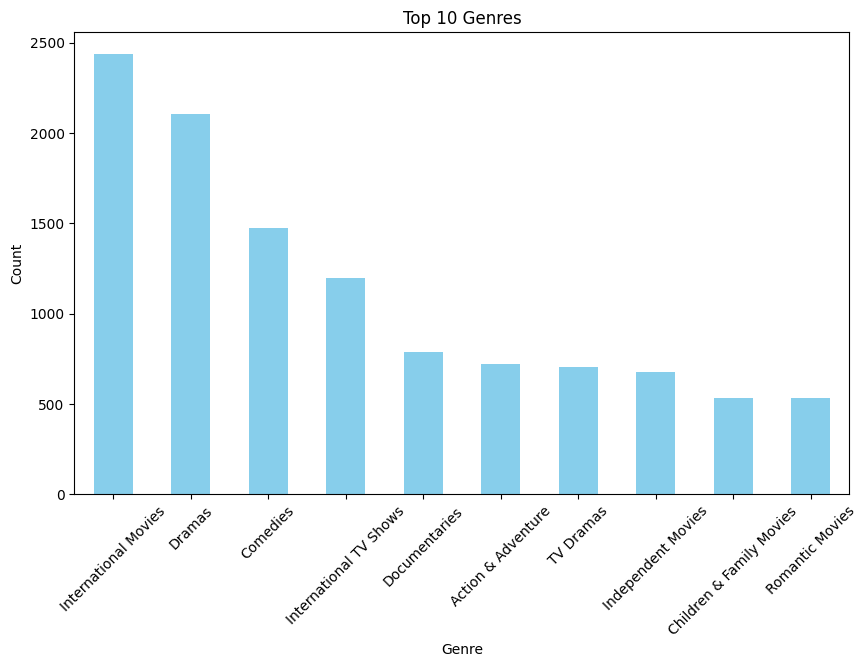 Top 10 Genres
2500
2000
1500
1000
500
0
Count
International Movies
Dramas
Comedies
International TV Shows
Documentaries
Action & Adventure
TV Dramas
Independent Movies
Children & Family Movies
Romantic Movies
Genre